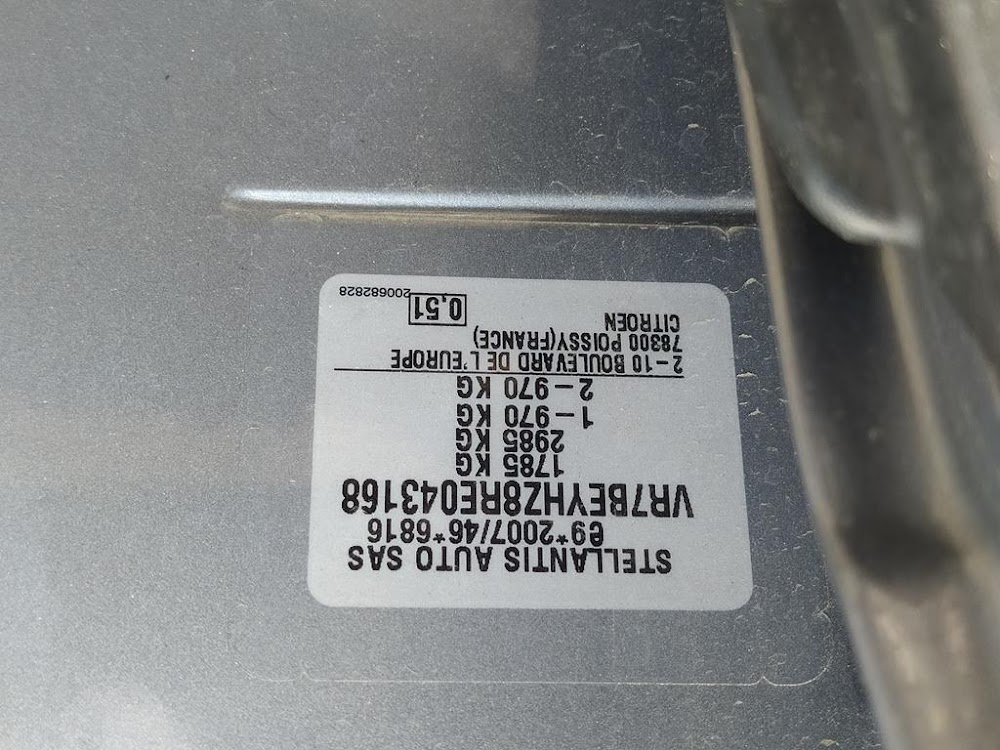 STELLANTIS AUTO SAS
e9*2007/46*6816
VR7BEYHZ8RE043168
1785 KG
2985 KG
1-970 KG
2-970 KG
2-10 BOULEVARD DE L'EUROPE
78300 POISSY(FRANCE)
CITROEN
0,51
200682828